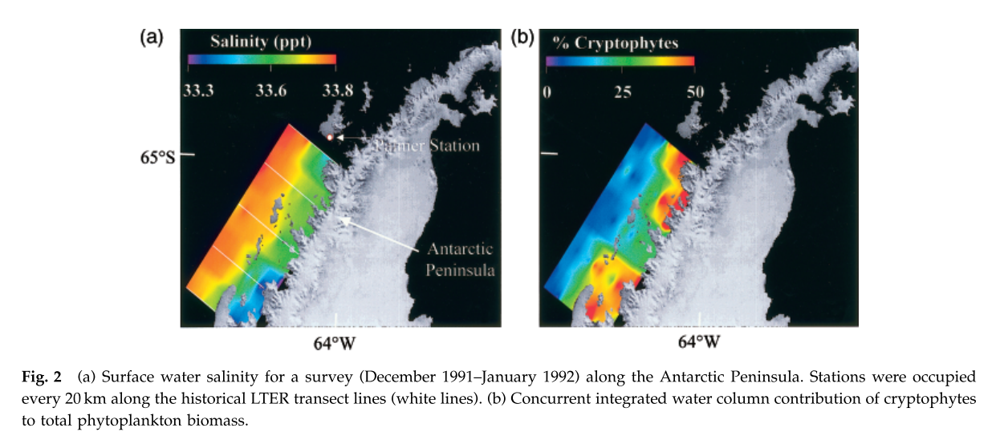 (a)
Salinity (ppt)
33.3 33.6 33.8
Palmer Station
65°S
Antarctic
Peninsula
64°W
(b)
% Cryptophytes
0 25 50
64°W
Fig. 2 (a) Surface water salinity for a survey (December 1991–January 1992) along the Antarctic Peninsula. Stations were occupied
every 20 km along the historical LTER transect lines (white lines). (b) Concurrent integrated water column contribution of cryptophytes
to total phytoplankton biomass.